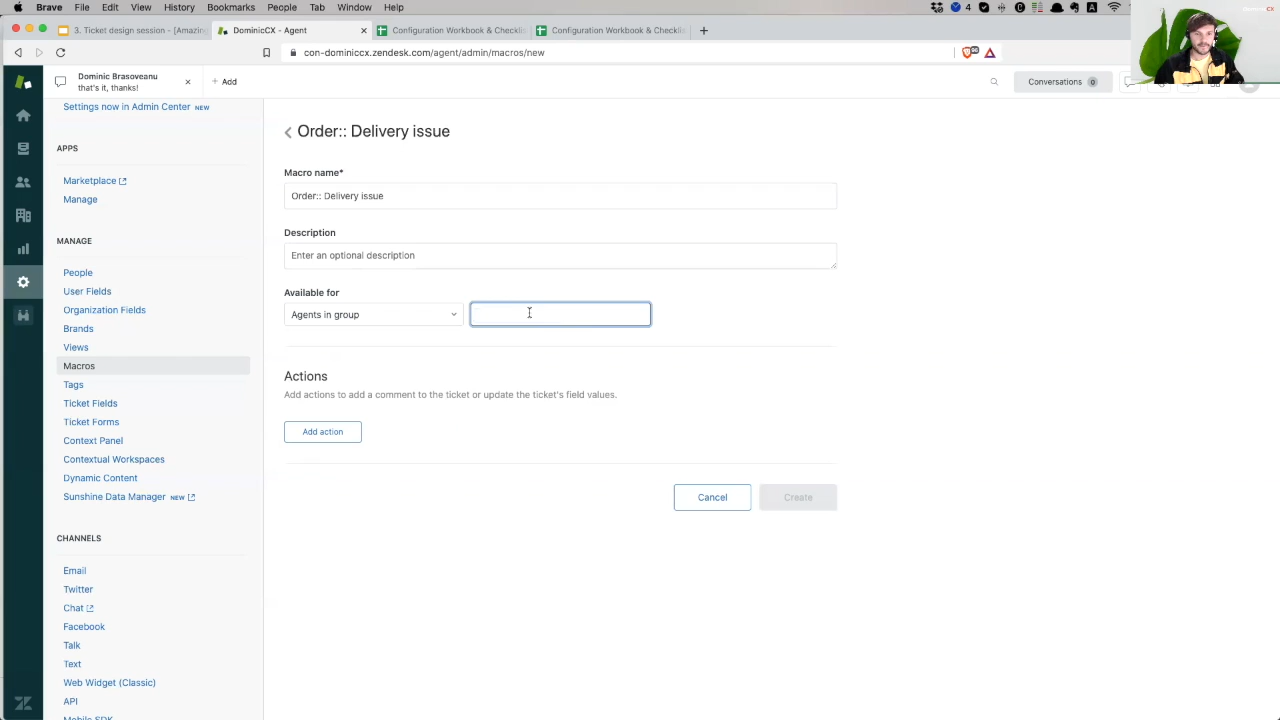 Brave File Edit View History Bookmarks People Tab Window Help
3. Ticket design session - [Amazing
DominicCX - Agent
Configuration Workbook & Checklis
Configuration Workbook & Checklis
con-dominiccx.zendesk.com/agent/admin/macros/new
Dominic Brasoveanu
that's it, thanks!
+ Add
Conversations 0
Settings now in Admin Center NEW
APPS
Marketplace
Manage
MANAGE
People
User Fields
Organization Fields
Brands
Views
Macros
Tags
Ticket Fields
Ticket Forms
Context Panel
Contextual Workspaces
Dynamic Content
Sunshine Data Manager NEW
CHANNELS
Email
Twitter
Chat
Facebook
Talk
Text
Web Widget (Classic)
API
Mobile SDK
Order:: Delivery issue
Macro name*
Order:: Delivery issue
Description
Enter an optional description
Available for
Agents in group
Actions
Add actions to add a comment to the ticket or update the ticket's field values.
Add action
Cancel
Create